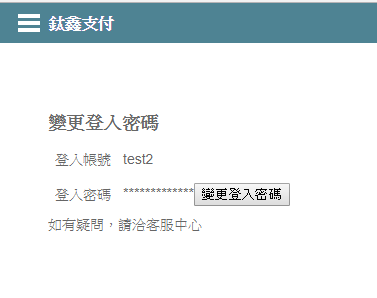 鈦鑫支付
變更登入密碼
登入帳號 test2
登入密碼 *************變更登入密碼
如有疑問，請洽客服中心